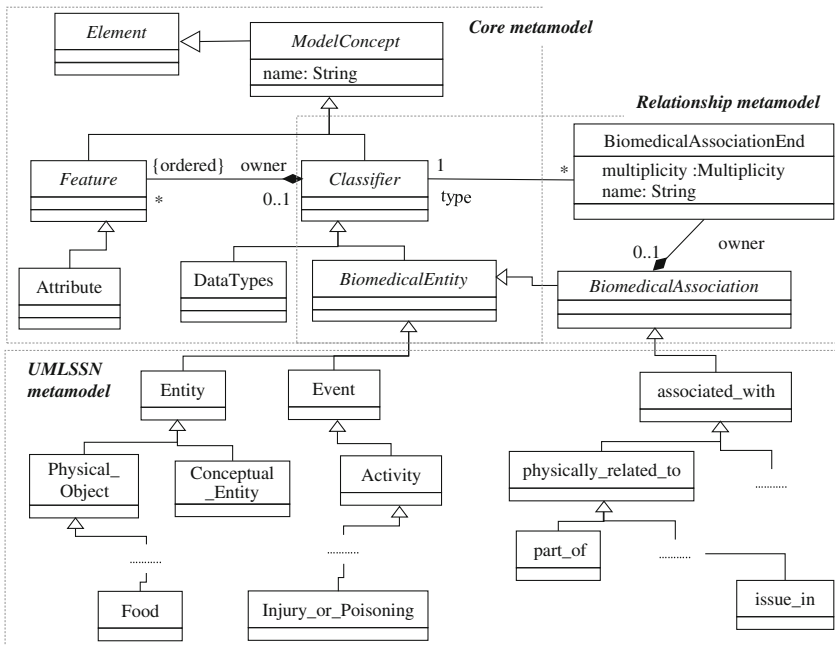 Element
ModelConcept
name: String
Core metamodel
Relationship metamodel
BiomedicalAssociationEnd
multiplicity :Multiplicity
name: String
Feature
{ordered}
owner
*
0..1
Classifier
1
type
*
owner
0..1
Attribute
DataTypes
BiomedicalEntity
BiomedicalAssociation
UMLSSN
metamodel
Entity
Event
associated_with
Physical_
Object
Conceptual
_Entity
Activity
physically_related_to
...........
part_of
...........
...........
...........
Food
Injury_or_Poisoning
issue_in